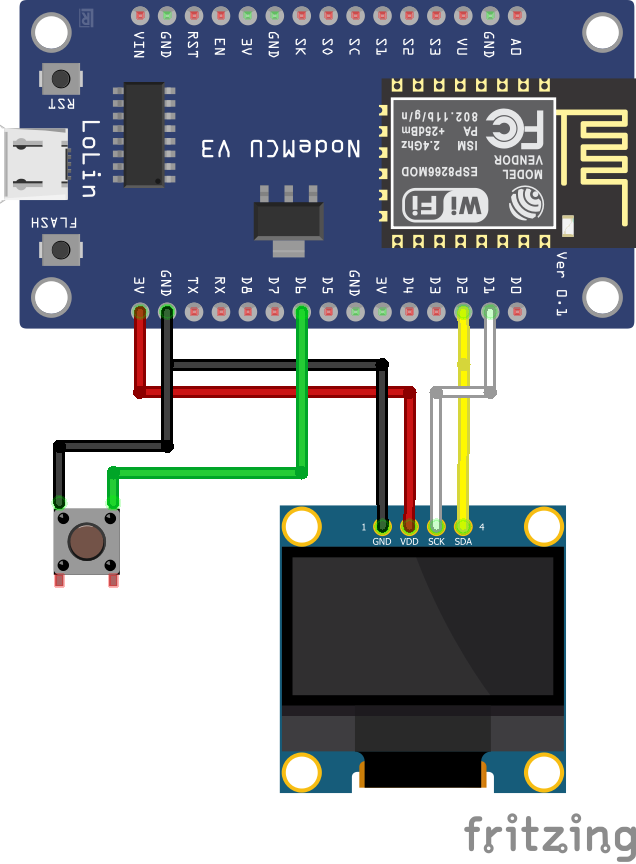 VIN GND RST EN 3V GND SK S0 SC S1 S2 S3 VU GND A0
RST
LoLin
NodeMCU V3
MODEL
VENDOR
ISM 2.4GHz
PA +25dBm
802.11b/g/n
FC
ESP8266MOD
Wi Fi
FLASH
Ver 0.1
3V GND TX RX D8 D7 D6 D5 GND 3V D4 D3 D2 D1 D0
1 4
GND VDD SCK SDA
fritzing